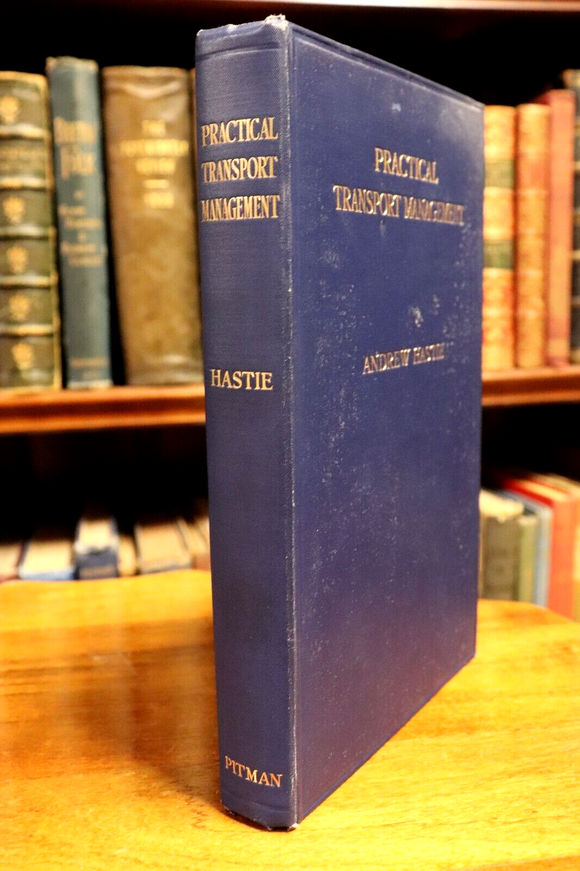 PRACTICAL
TRANSPORT
MANAGEMENT
HASTIE
PITMAN
PRACTICAL
TRANSPORT MANAGEMENT
ANDREW HASTIE